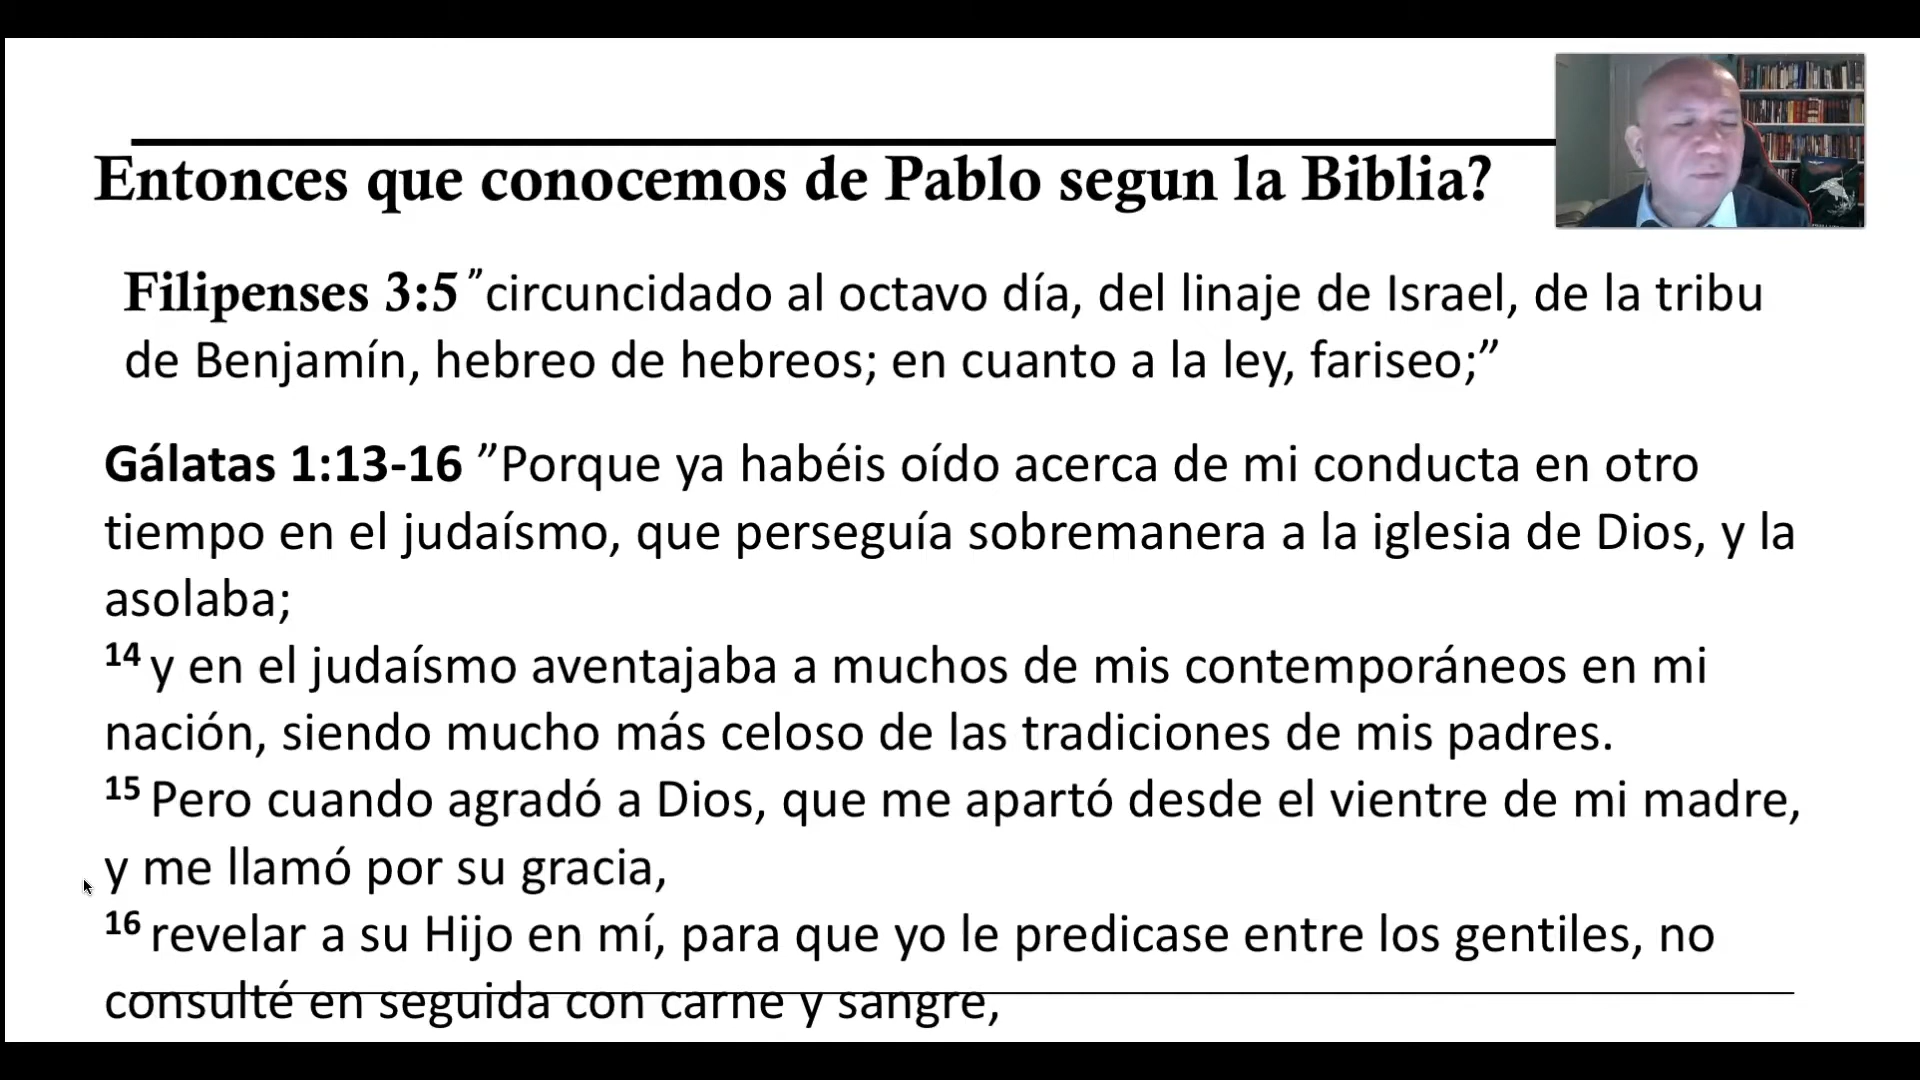 Entonces que conocemos de Pablo segun la Biblia?
Filipenses 3:5 ”circuncidado al octavo día, del linaje de Israel, de la tribu
de Benjamín, hebreo de hebreos; en cuanto a la ley, fariseo;”
Gálatas 1:13-16 ”Porque ya habéis oído acerca de mi conducta en otro
tiempo en el judaísmo, que perseguía sobremanera a la iglesia de Dios, y la
asolaba;
14 y en el judaísmo aventajaba a muchos de mis contemporáneos en mi
nación, siendo mucho más celoso de las tradiciones de mis padres.
15 Pero cuando agradó a Dios, que me apartó desde el vientre de mi madre,
y me llamó por su gracia,
16 revelar a su Hijo en mí, para que yo le predicase entre los gentiles, no
consulté en seguida con carne y sangre,